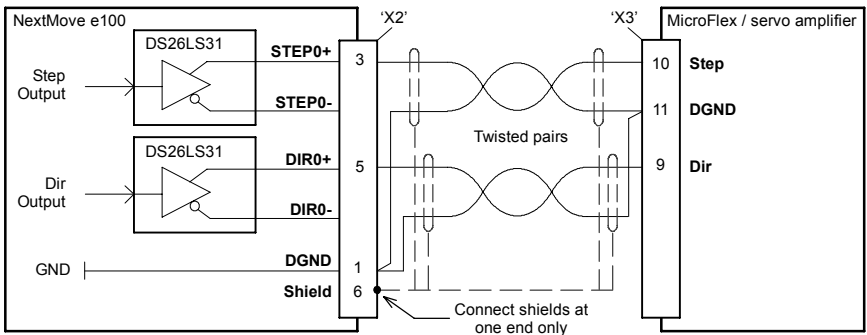 NextMove e100
'X2'
'X3'
MicroFlex / servo amplifier
DS26LS31
STEP0+
3
10
Step
Step
Output
STEP0-
11
DGND
Twisted pairs
DS26LS31
DIR0+
5
9
Dir
Dir
Output
DIR0-
GND
DGND
1
Shield
6
Connect shields at
one end only